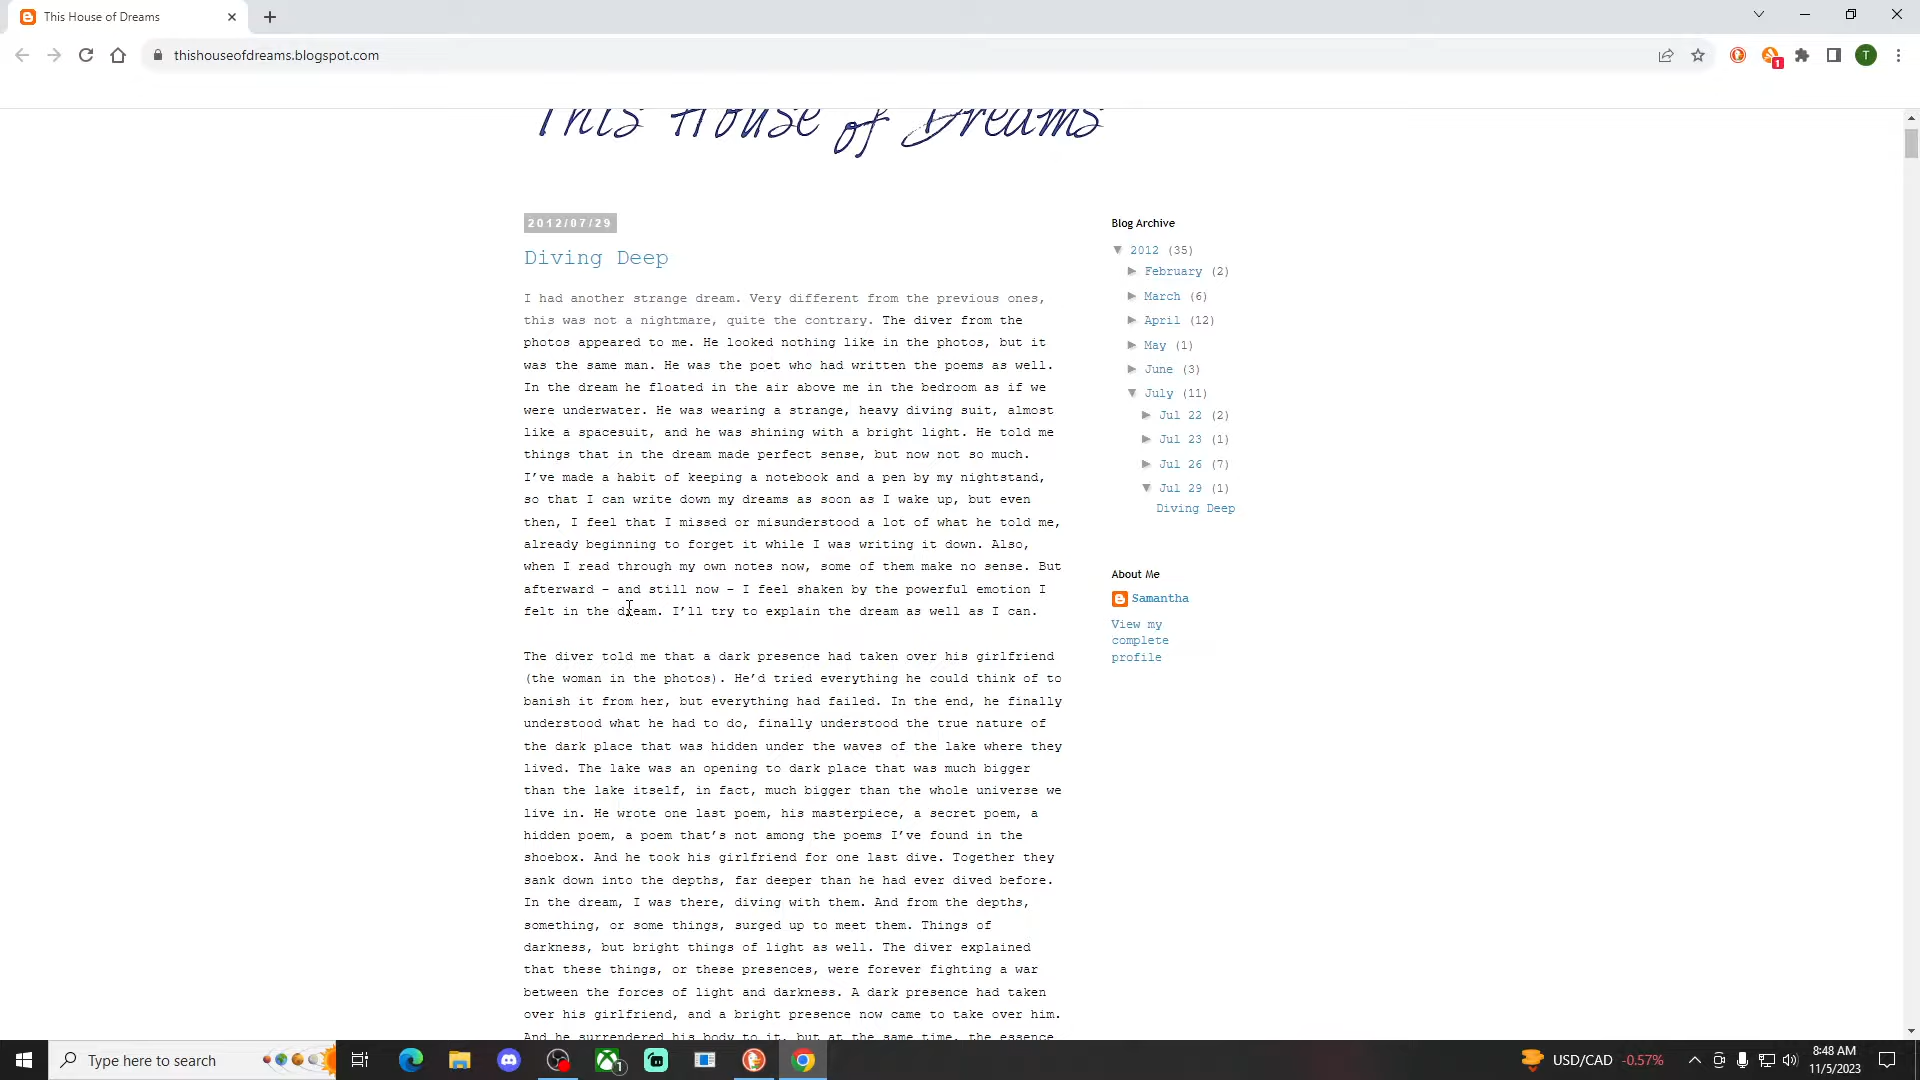 This House of Dreams
thishouseofdreams.blogspot.com
1
T
This House of Dreams
2012/07/29
Diving Deep
I had another strange dream. Very different from the previous ones,
this was not a nightmare, quite the contrary. The diver from the
photos appeared to me. He looked nothing like in the photos, but it
was the same man. He was the poet who had written the poems as well.
In the dream he floated in the air above me in the bedroom as if we
were underwater. He was wearing a strange, heavy diving suit, almost
like a spacesuit, and he was shining with a bright light. He told me
things that in the dream made perfect sense, but now not so much.
I've made a habit of keeping a notebook and a pen by my nightstand,
so that I can write down my dreams as soon as I wake up, but even
then, I feel that I missed or misunderstood a lot of what he told me,
already beginning to forget it while I was writing it down. Also,
when I read through my own notes now, some of them make no sense. But
afterward – and still now – I feel shaken by the powerful emotion I
felt in the dream. I'll try to explain the dream as well as I can.
The diver told me that a dark presence had taken over his girlfriend
(the woman in the photos). He'd tried everything he could think of to
banish it from her, but everything had failed. In the end, he finally
understood what he had to do, finally understood the true nature of
the dark place that was hidden under the waves of the lake where they
lived. The lake was an opening to dark place that was much bigger
than the lake itself, in fact, much bigger than the whole universe we
live in. He wrote one last poem, his masterpiece, a secret poem, a
hidden poem, a poem that's not among the poems I've found in the
shoebox. And he took his girlfriend for one last dive. Together they
sank down into the depths, far deeper than he had ever dived before.
In the dream, I was there, diving with them. And from the depths,
something, or some things, surged up to meet them. Things of
darkness, but bright things of light as well. The diver explained
that these things, or these presences, were forever fighting a war
between the forces of light and darkness. A dark presence had taken
over his girlfriend, and a bright presence now came to take over him.
And he surrendered his body to it, but at the same time, the essence
Blog Archive
▼ 2012 (35)
► February (2)
► March (6)
► April (12)
► May (1)
► June (3)
▼ July (11)
► Jul 22 (2)
► Jul 23 (1)
► Jul 26 (7)
▼ Jul 29 (1)
Diving Deep
About Me
Samantha
View my
complete
profile
Type here to search
1
USD/CAD -0.57%
8:48 AM
11/5/2023